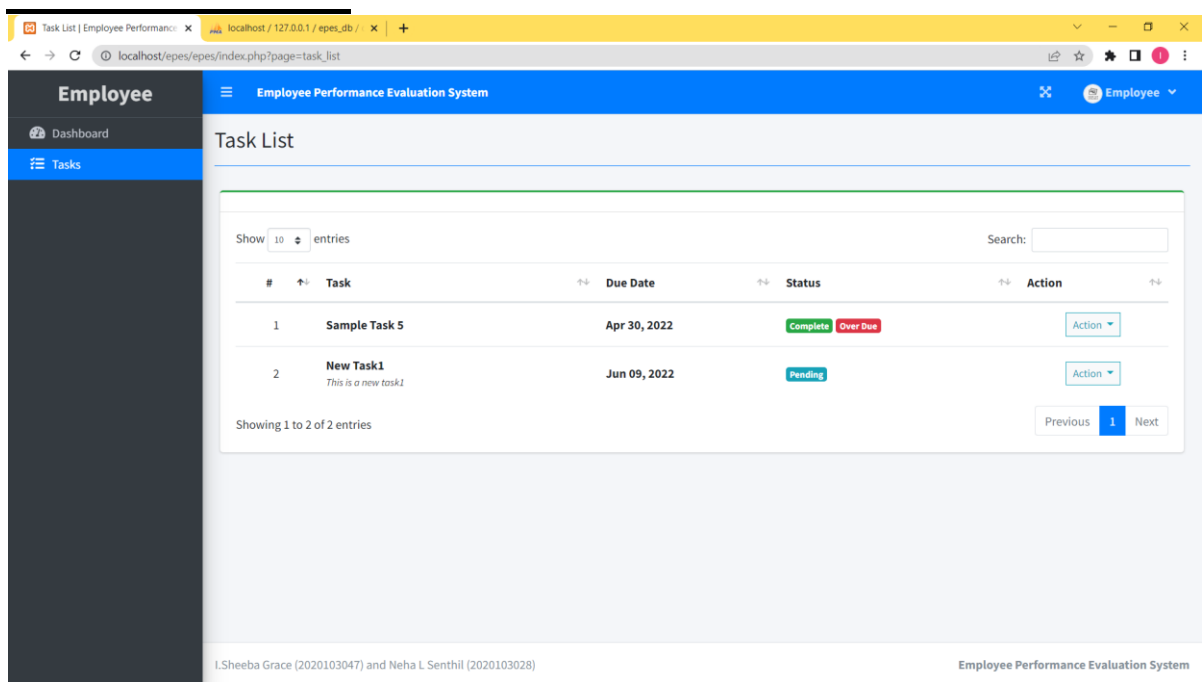 Task List | Employee Performance
localhost / 127.0.0.1 / epes_db /
localhost/epes/epes/index.php?page=task_list
I
Employee
Employee Performance Evaluation System
Employee
Dashboard
Tasks
Task List
Show 10 entries
Search:
# Task Due Date Status Action
1 Sample Task 5 Apr 30, 2022 Complete Over Due Action
2 New Task1 Jun 09, 2022 Pending Action
This is a new task1
Showing 1 to 2 of 2 entries
Previous 1 Next
I.Sheeba Grace (2020103047) and Neha L Senthil (2020103028)
Employee Performance Evaluation System